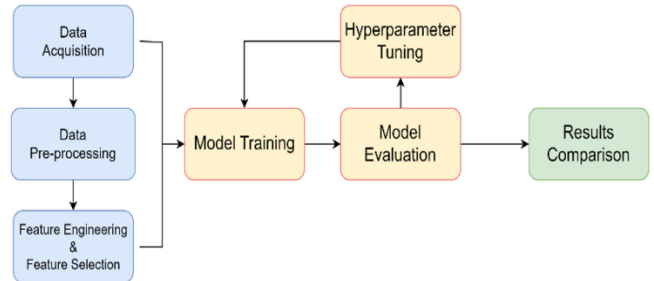 Data
Acquisition
Data
Pre-processing
Feature Engineering
&
Feature Selection
Model Training
Hyperparameter
Tuning
Model
Evaluation
Results
Comparison